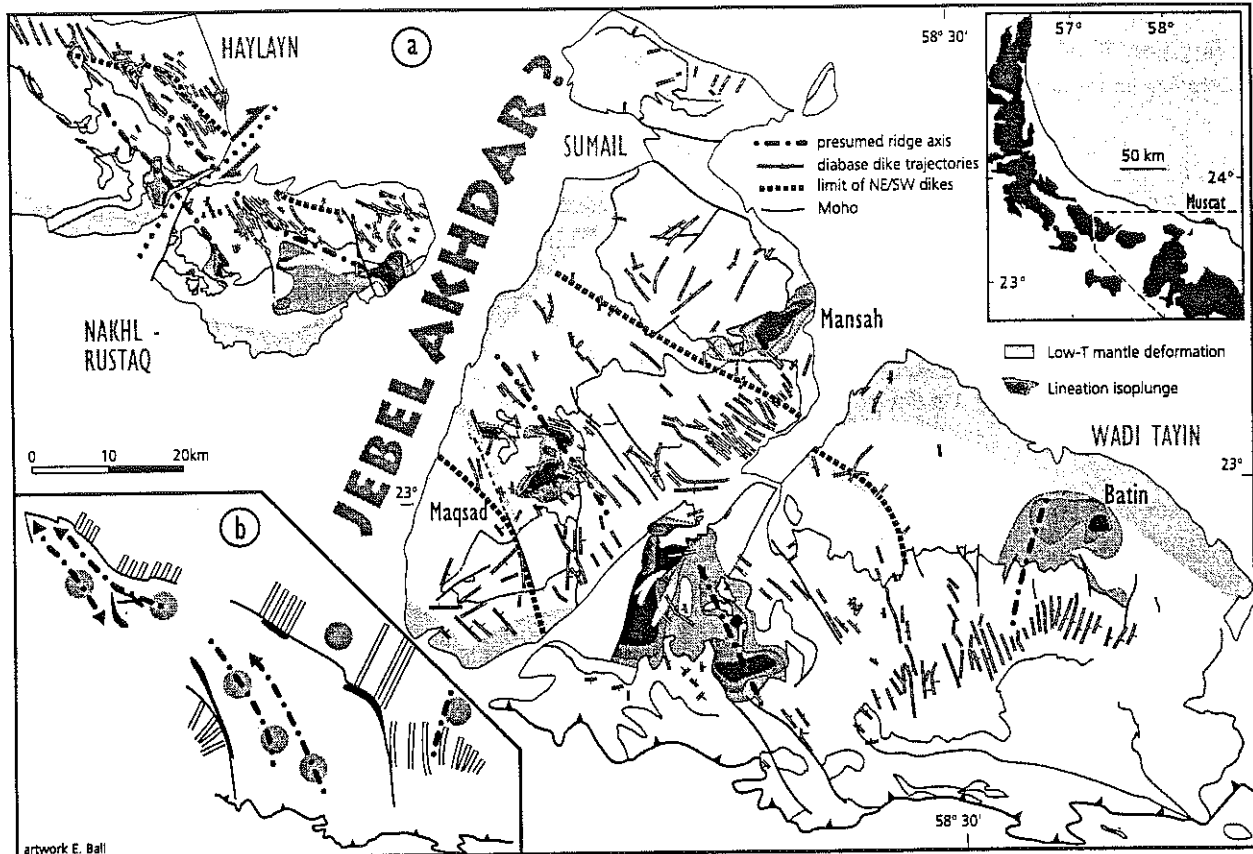 a
HAYLAYN
58° 30'
57°
58°
50 km
24°
Muscat
23°
JEBEL AKHDAR
SUMAIL
presumed ridge axis
diabase dike trajectories
limit of NE/SW dikes
Moho
NAKHL -
RUSTAQ
Mansah
Low-T mantle deformation
Lineation isoplunge
WADI TAYIN
0 10 20km
23°
23°
Maqsad
Batin
b
58° 30'
artwork E. Ball